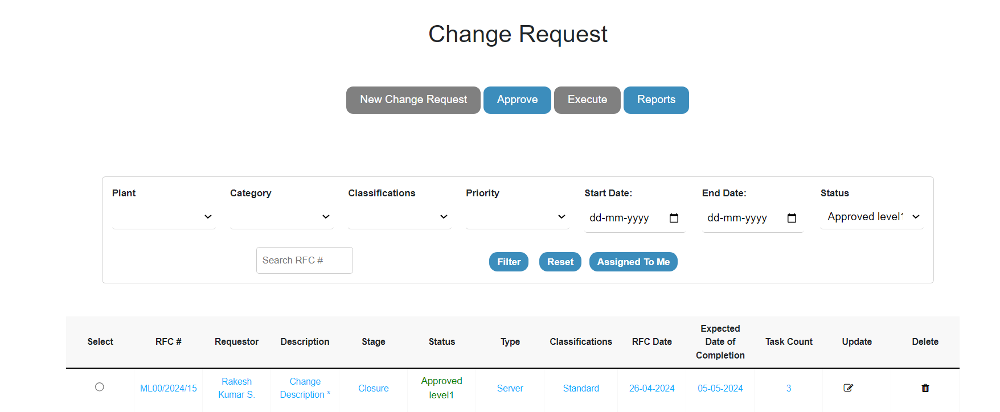 Change Request
New Change Request Approve Execute Reports
Plant Category Classifications Priority Start Date: End Date: Status
dd-mm-yyyy dd-mm-yyyy Approved level1
Search RFC # Filter Reset Assigned To Me
Select RFC # Requestor Description Stage Status Type Classifications RFC Date Expected Date of Completion Task Count Update Delete
ML00/2024/15 Rakesh Kumar S. Change Description * Closure Approved level1 Server Standard 26-04-2024 05-05-2024 3